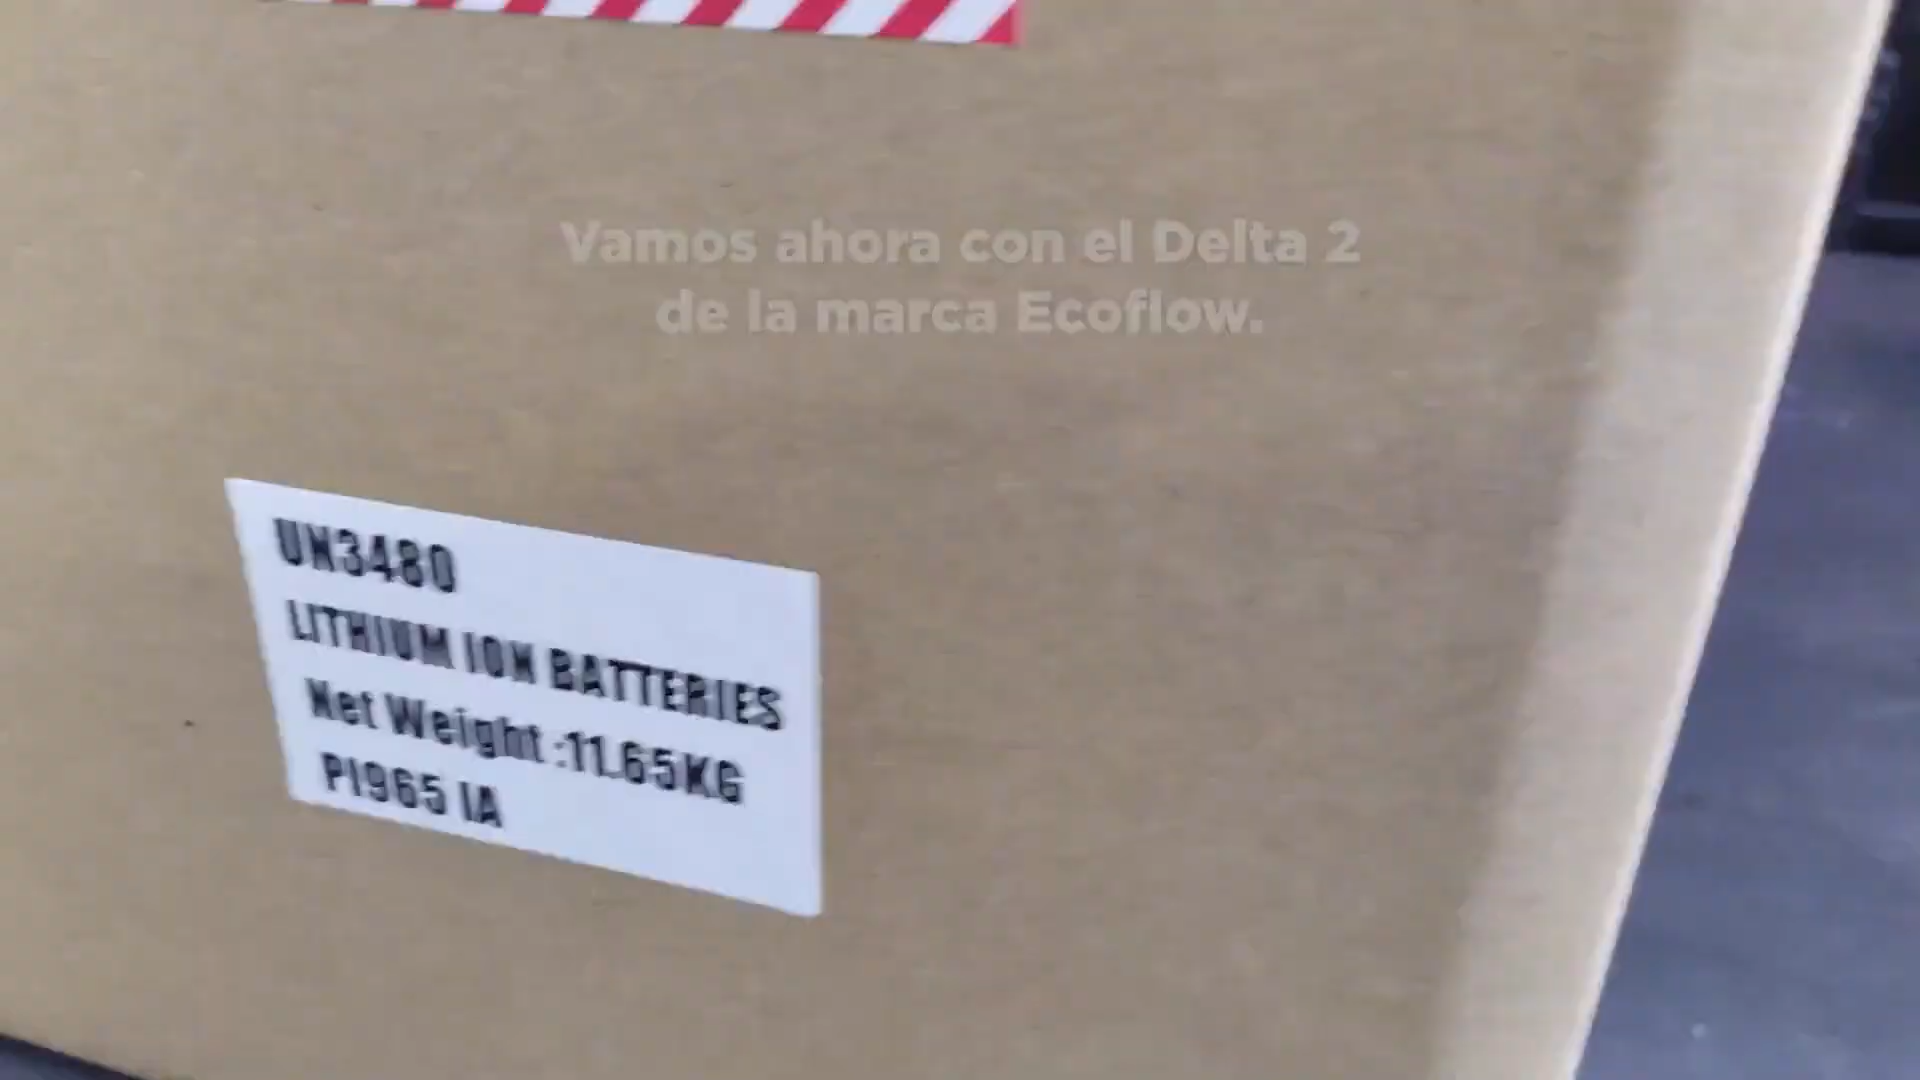 Vamos ahora con el Delta 2
de la marca Ecoflow.
UN3480
LITHIUM ION BATTERIES
Net Weight :11.65KG
PI965 IA